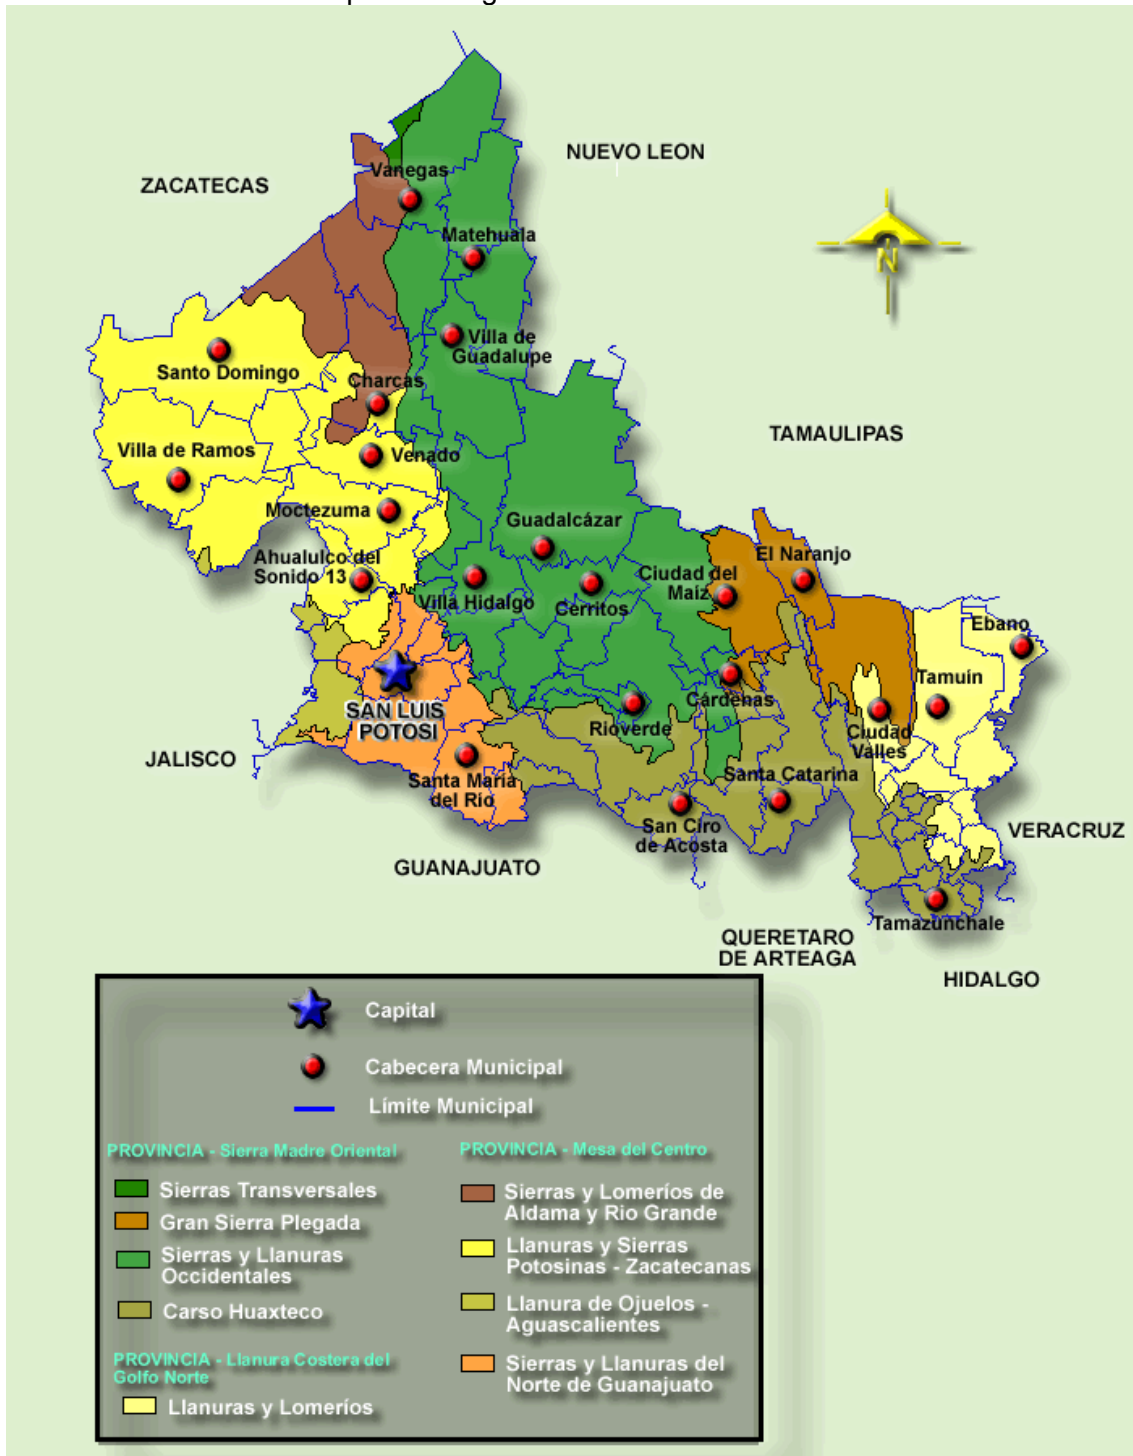 NUEVO LEON
ZACATECAS
Vanegas
Matehuala
Villa de
Guadalupe
Santo Domingo
Charcas
TAMAULIPAS
Villa de Ramos
Venado
Moctezuma
Guadalcázar
Ahualulco del
Sonido 13
El Naranjo
Ciudad del
Maíz
Villa Hidalgo
Cerritos
Ebano
Tamuín
Cárdenas
SAN LUIS
POTOSI
Rioverde
Ciudad
Valles
JALISCO
Santa María
del Río
Santa Catarina
San Ciro
de Acosta
VERACRUZ
GUANAJUATO
Tamazunchale
QUERETARO
DE ARTEAGA
HIDALGO
N
Capital
Cabecera Municipal
Límite Municipal
PROVINCIA - Sierra Madre Oriental
Sierras Transversales
Gran Sierra Plegada
Sierras y Llanuras
Occidentales
Carso Huaxteco
PROVINCIA - Llanura Costera del
Golfo Norte
Llanuras y Lomeríos
PROVINCIA - Mesa del Centro
Sierras y Lomeríos de
Aldama y Rio Grande
Llanuras y Sierras
Potosinas - Zacatecanas
Llanura de Ojuelos -
Aguascalientes
Sierras y Llanuras del
Norte de Guanajuato